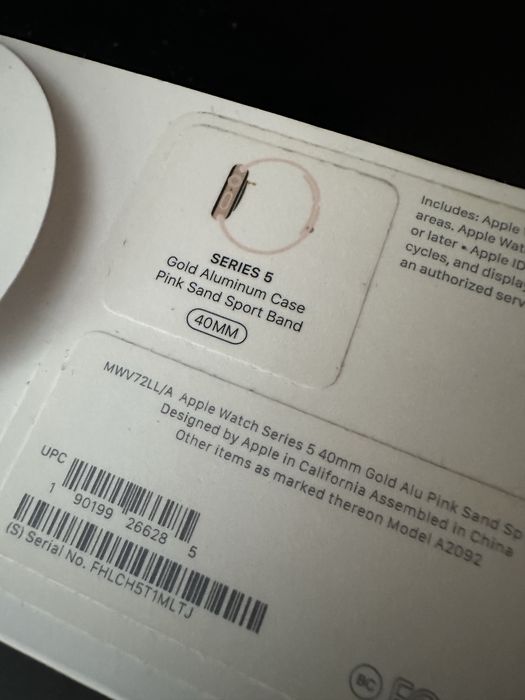 SERIES 5
Gold Aluminum Case
Pink Sand Sport Band
40MM
Includes: Apple
areas. Apple Wat
or later • Apple ID
cycles, and display
an authorized serv
MWV72LL/A Apple Watch Series 5 40mm Gold Alu Pink Sand Sp
Designed by Apple in California Assembled in China
Other items as marked thereon Model A2092
UPC
1 90199 26628 5
(S) Serial No. FHLCH5T1MLTJ
BC